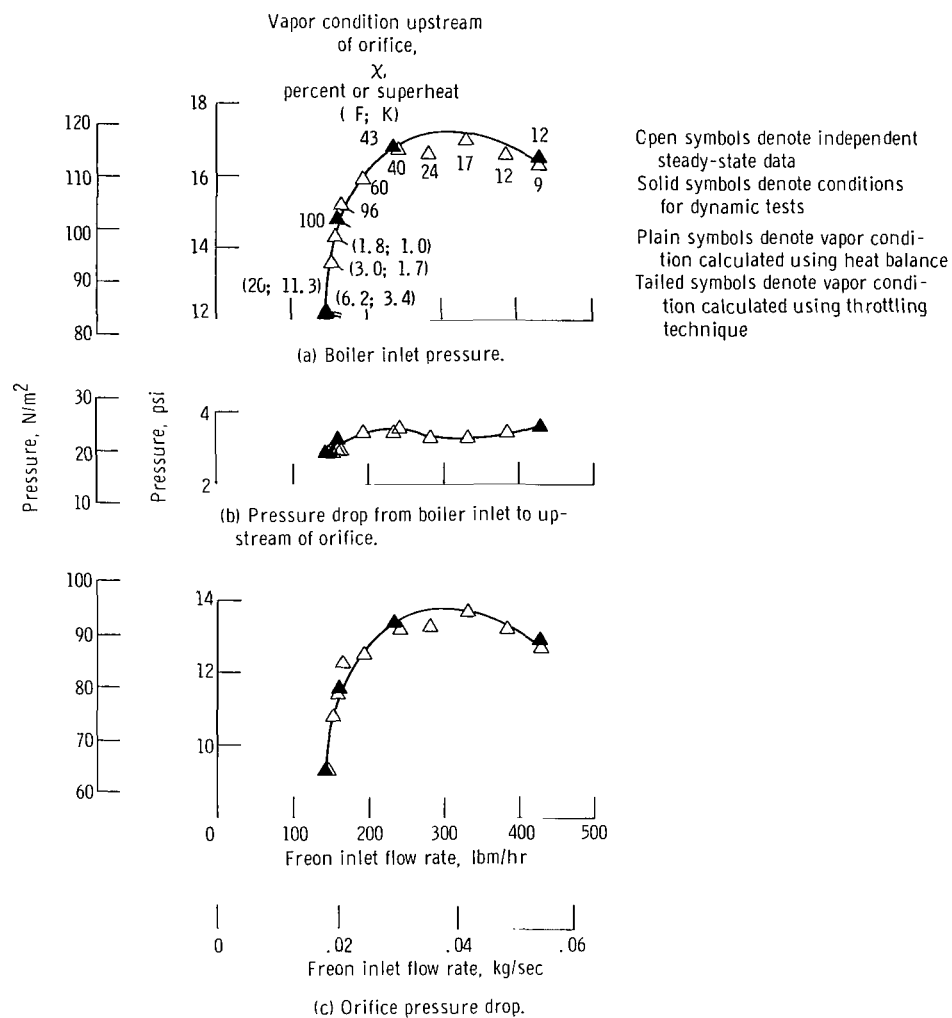 Vapor condition upstream
of orifice,
χ,
percent or superheat
( F; K)
120
110
100
90
80
18
16
14
12
43
40
24
17
12
12
9
60
96
100
(1.8; 1.0)
(3.0; 1.7)
(20; 11.3)
(6.2; 3.4)
Open symbols denote independent
steady-state data
Solid symbols denote conditions
for dynamic tests
Plain symbols denote vapor condi-
tion calculated using heat balance
Tailed symbols denote vapor condi-
tion calculated using throttling
technique
(a) Boiler inlet pressure.
Pressure, N/m²
30
20
10
Pressure, psi
4
2
(b) Pressure drop from boiler inlet to up-
stream of orifice.
100
90
80
70
60
14
12
10
0
100
200
300
400
500
Freon inlet flow rate, lbm/hr
0
.02
.04
.06
Freon inlet flow rate, kg/sec
(c) Orifice pressure drop.